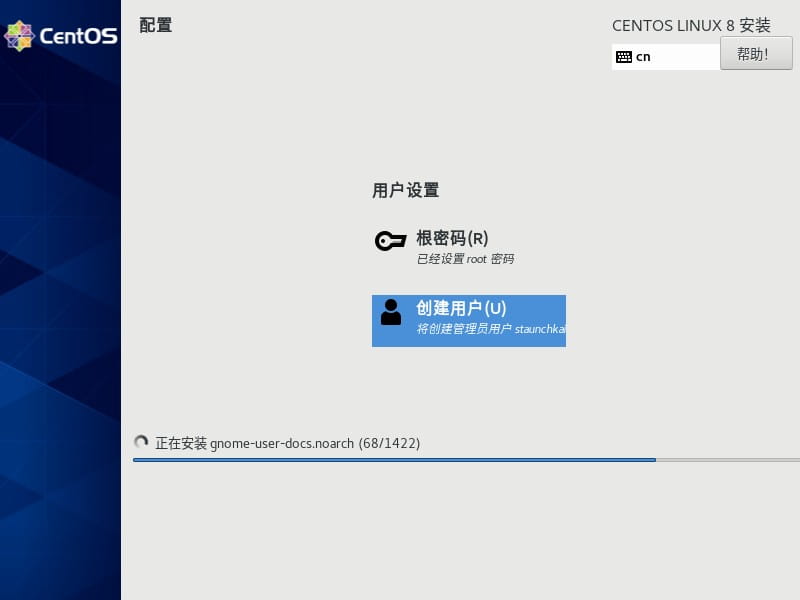 CentOS
配置
CENTOS LINUX 8 安装
cn
帮助!
用户设置
根密码(R)
已经设置 root 密码
创建用户(U)
将创建管理员用户 staunchkai
正在安装 gnome-user-docs.noarch (68/1422)